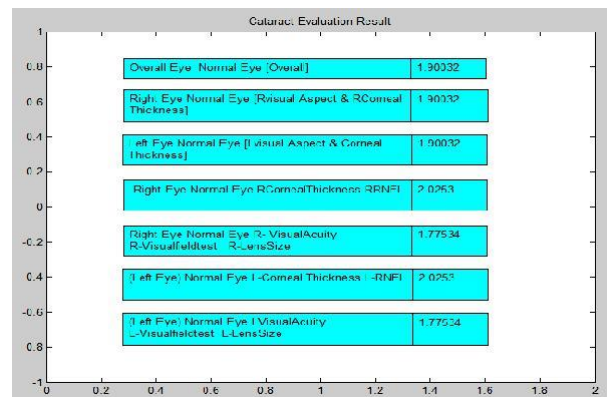 Cataract Evaluation Result
1
0.8
0.6
0.4
0.2
0
-0.2
0.4
-0.6
0.8
-1
Overall Eye Normal Eye [Overall]
1.90032
Right Eye Normal Eye [Rvisual Aspect & RCorneal
Thickness]
1.90032
Left Eye Normal Eye [Lvisual Aspect & Corneal
Thickness]
1.90032
Right Eye Normal Eye RCornealThickness RRNFL
2.0253
Right Eye Normal Eye R- VisualAcuity
R-Visualfieldtest R-LensSize
1.77534
(Left Eye) Normal Eye L-Corneal Thickness L-RNFL
2.0253
(Left Eye) Normal Eye LVisualAcuity
L-Visualfieldtest L-LensSize
1.77534
0 0.2 0.4 0.6 0.8 1 1.2 1.4 1.6 1.8 2